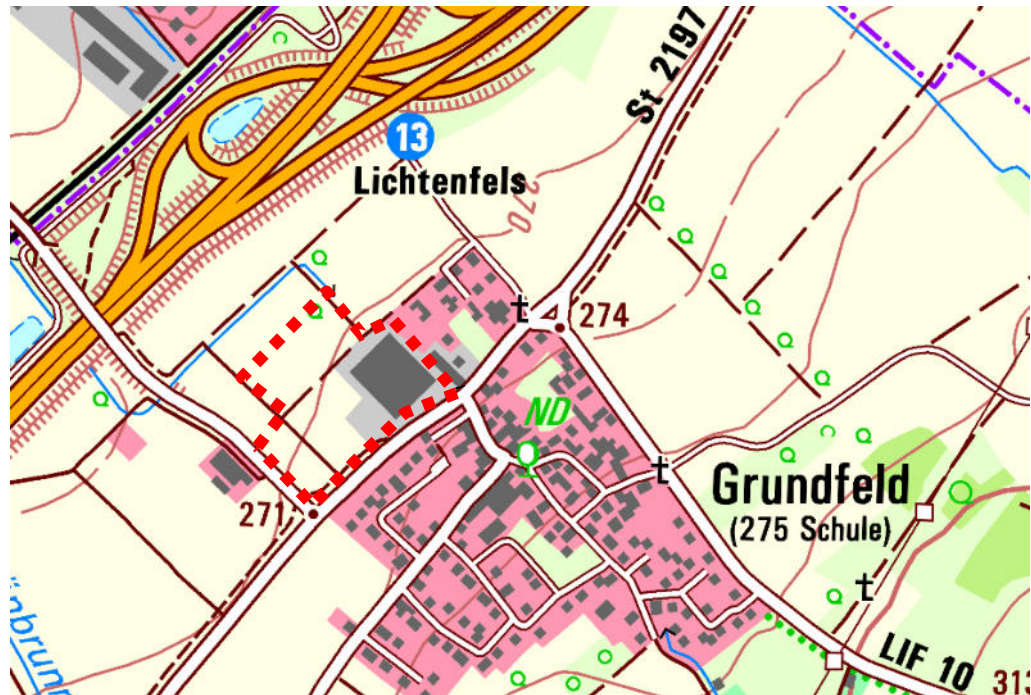 St 2197
13
Lichtenfels
270
274
ND
Grundfeld
(275 Schule)
271
LIF 10